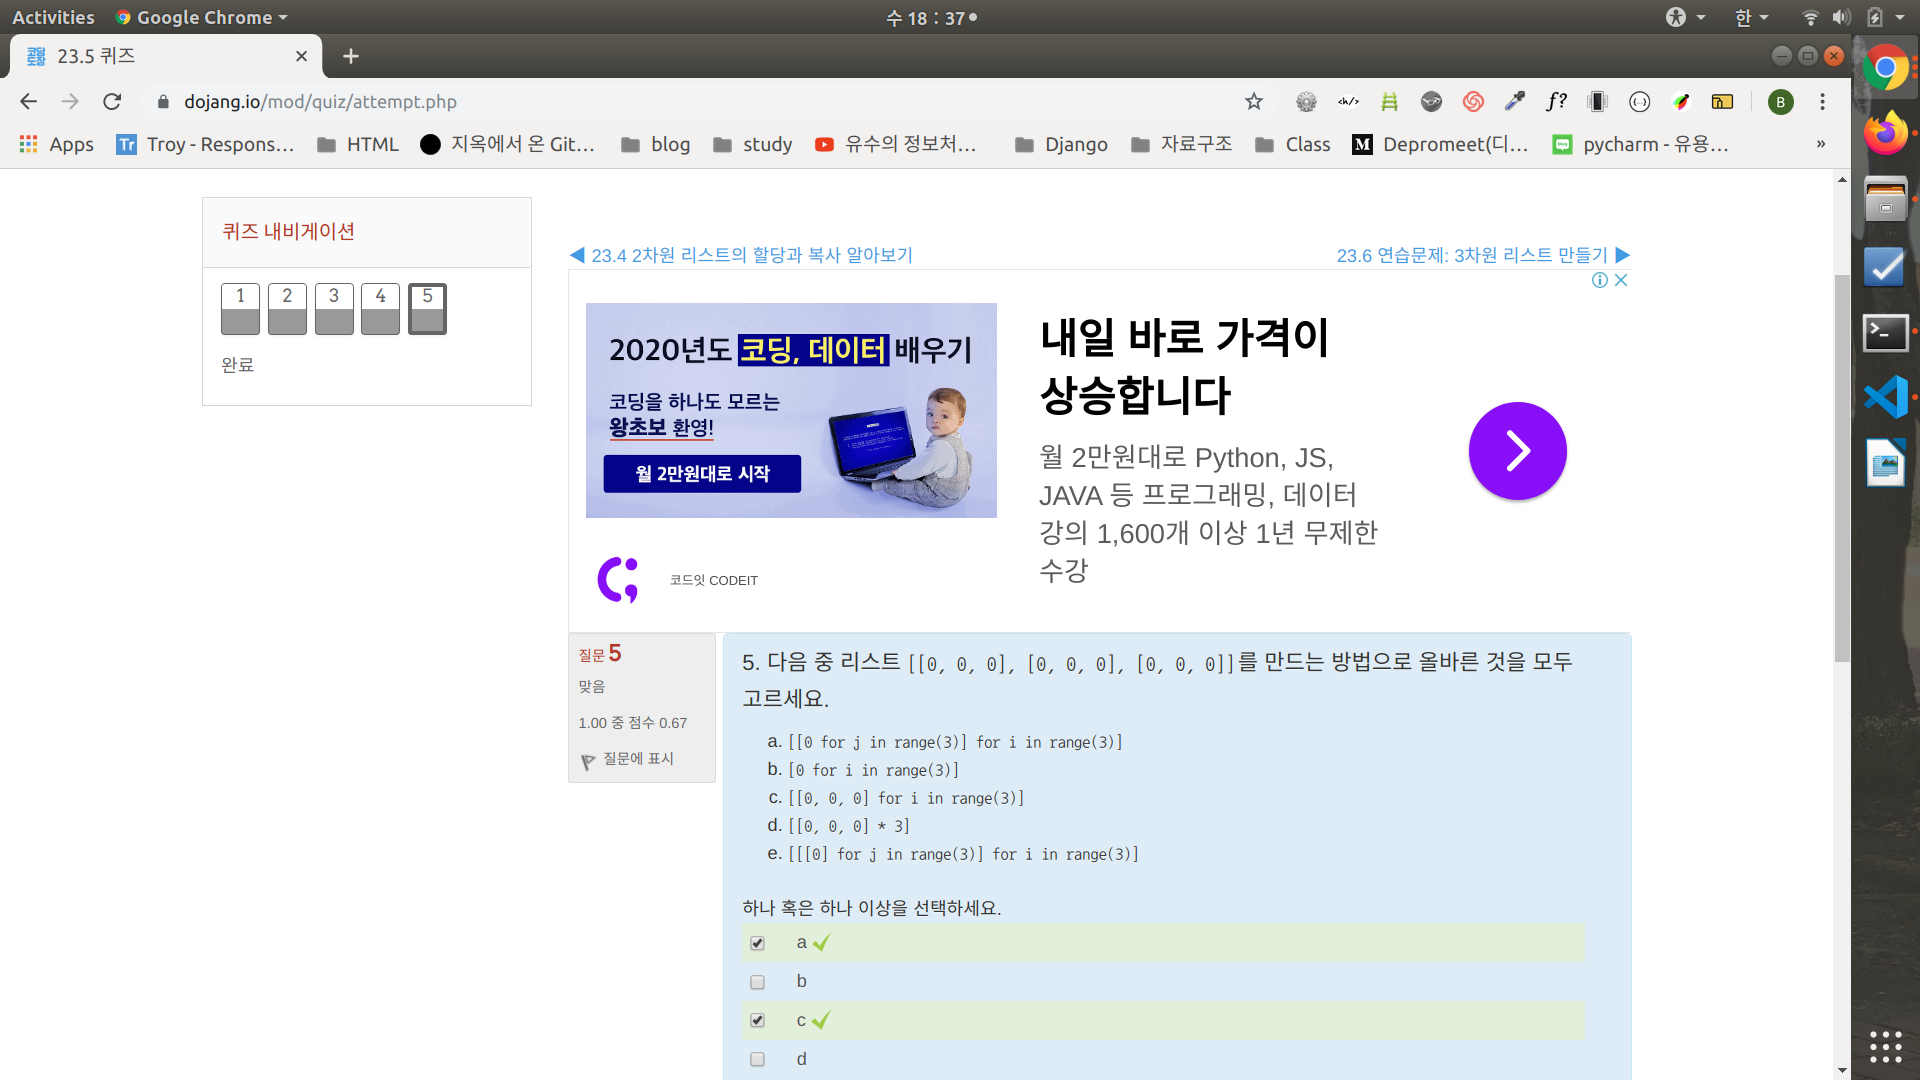 Activities
Google Chrome
수 18 : 37
한
23.5 퀴즈
dojang.io/mod/quiz/attempt.php
<h/>
f?
{...}
B
Apps
Tr
Troy - Respons...
HTML
지옥에서 온 Git...
blog
study
유수의 정보처...
Django
자료구조
Class
M
Depromeet(디...
pycharm - 유용...
»
퀴즈 내비게이션
1
2
3
4
5
완료
◀ 23.4 2차원 리스트의 할당과 복사 알아보기
23.6 연습문제: 3차원 리스트 만들기 ▶
2020년도 코딩, 데이터 배우기
코딩을 하나도 모르는
왕초보 환영!
월 2만원대로 시작
내일 바로 가격이
상승합니다
월 2만원대로 Python, JS,
JAVA 등 프로그래밍, 데이터
강의 1,600개 이상 1년 무제한
수강
코드잇 CODEIT
질문 5
맞음
1.00 중 점수 0.67
질문에 표시
5. 다음 중 리스트 [[0, 0, 0], [0, 0, 0], [0, 0, 0]]를 만드는 방법으로 올바른 것을 모두
고르세요.
a. [[0 for j in range(3)] for i in range(3)]
b. [0 for i in range(3)]
c. [[0, 0, 0] for i in range(3)]
d. [[0, 0, 0] * 3]
e. [[[0] for j in range(3)] for i in range(3)]
하나 혹은 하나 이상을 선택하세요.
a
b
c
d